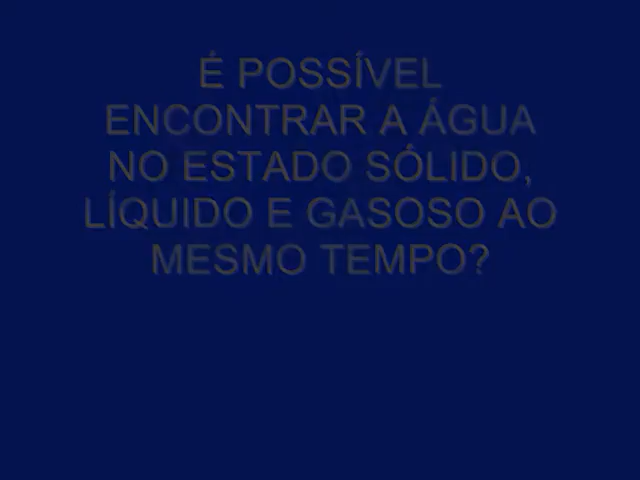 É POSSÍVEL
ENCONTRAR A ÁGUA
NO ESTADO SÓLIDO,
LÍQUIDO E GASOSO AO
MESMO TEMPO?